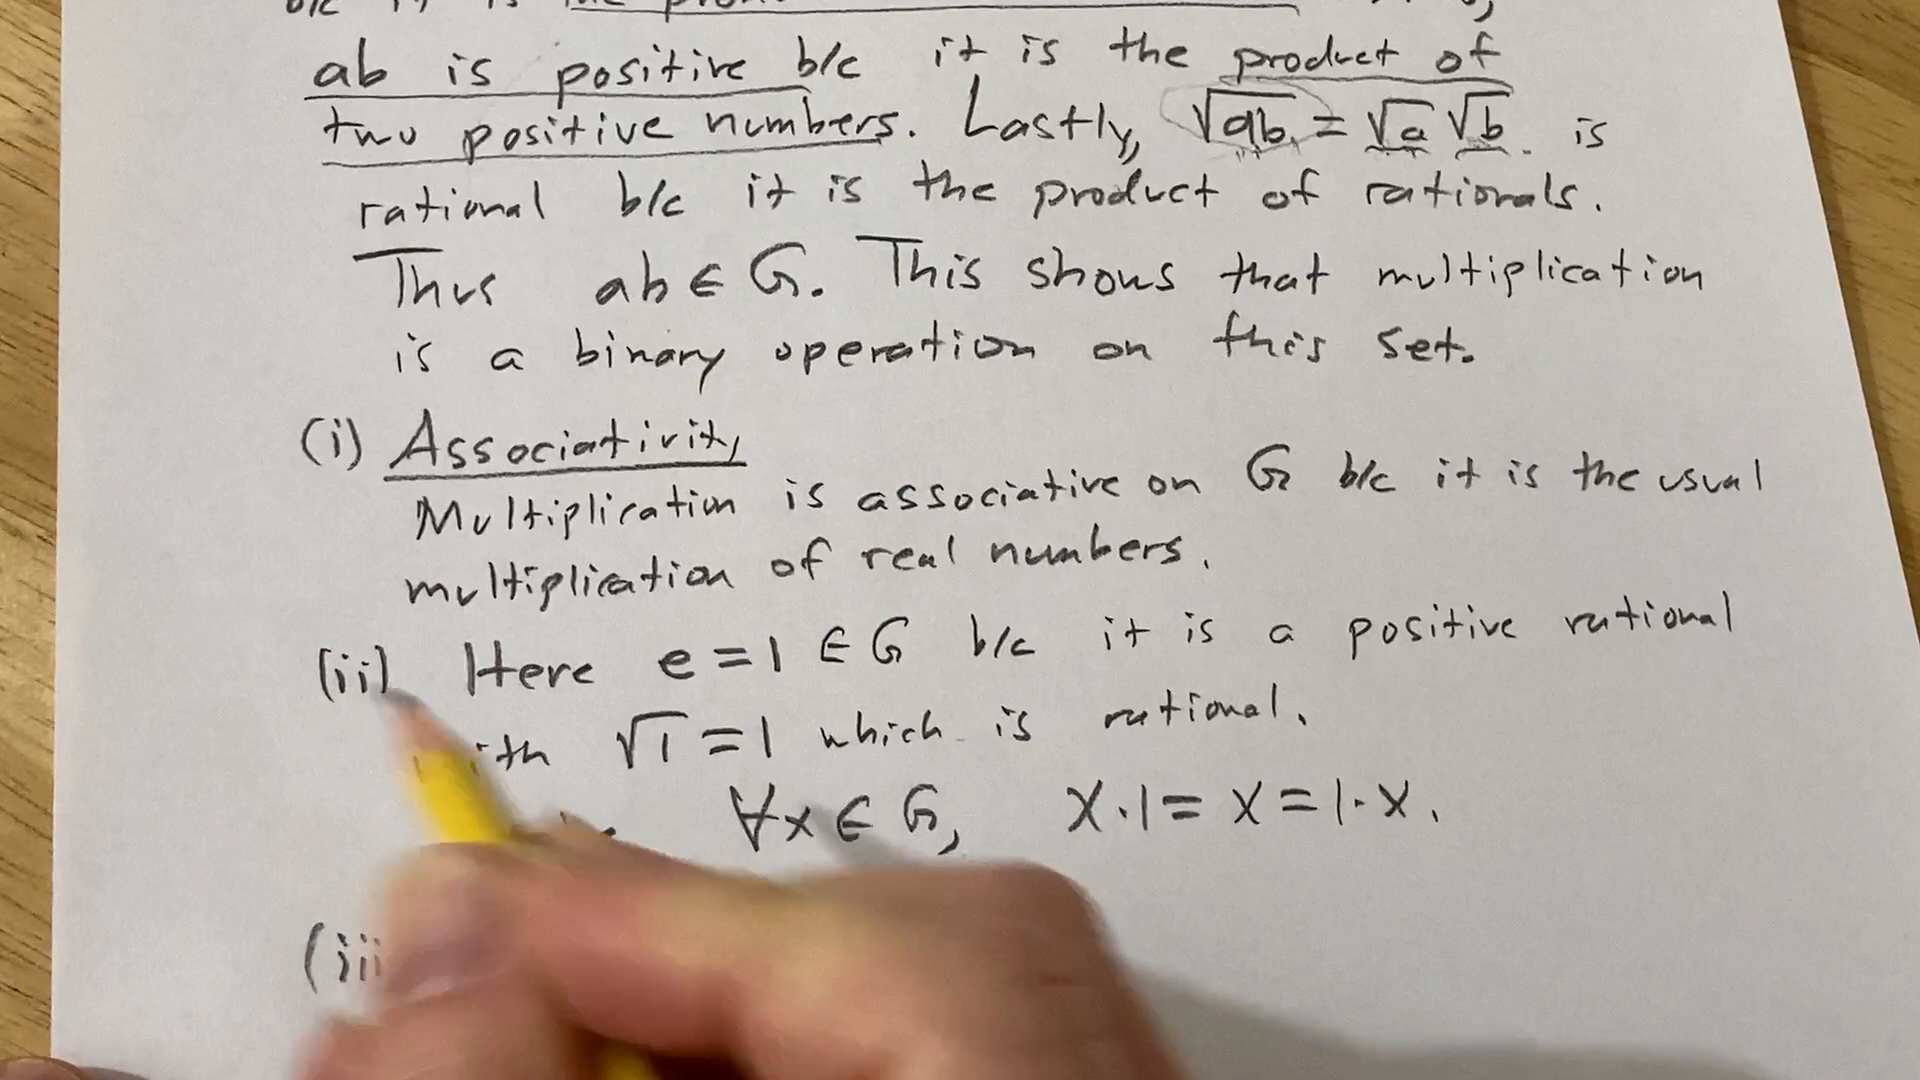 ab is positive b/c it is the product of
two positive numbers. Lastly, √ab = √a √b is
rational b/c it is the product of rationals.
Thus ab ∈ G. This shows that multiplication
is a binary operation on this set.
(i) Associativity
Multiplication is associative on G b/c it is the usual
multiplication of real numbers.
(ii) Here e = 1 ∈ G b/c it is a positive rational
√1 = 1 which is rational.
∀x ∈ G, x·1 = x = 1·x.
(iii